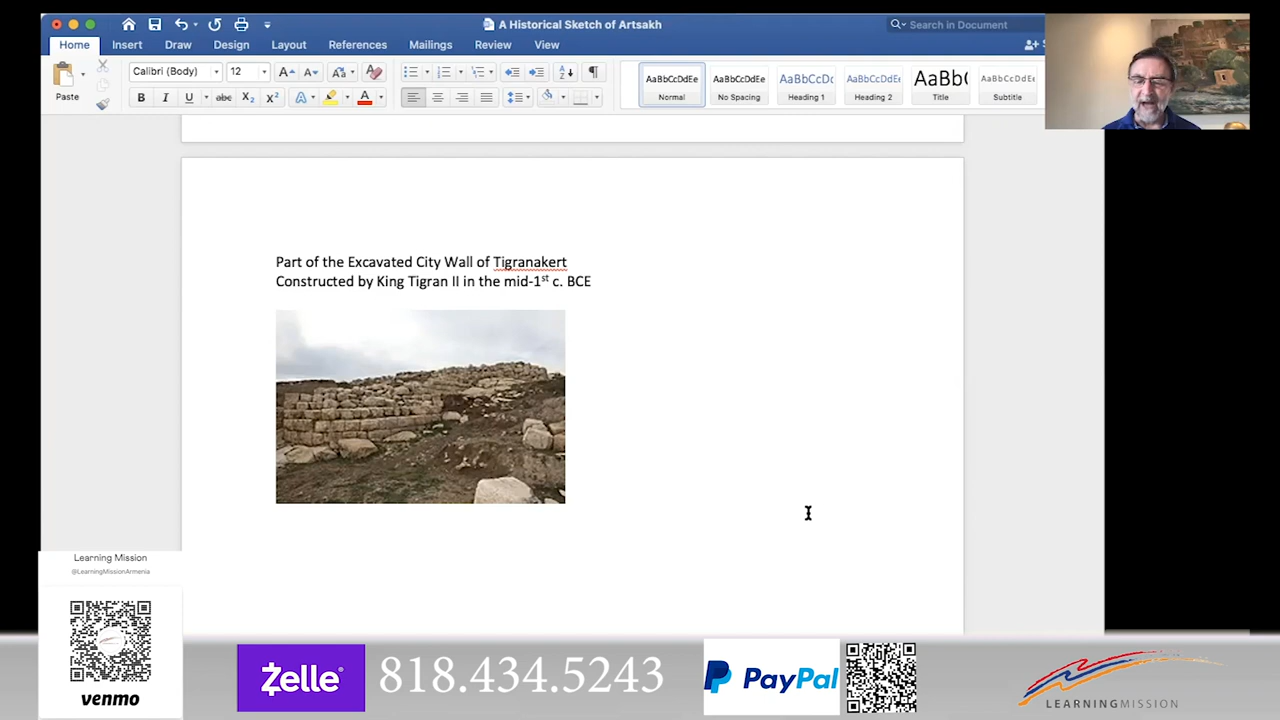 A Historical Sketch of Artsakh
Search in Document
Home Insert Draw Design Layout References Mailings Review View
Paste
Calibri (Body) 12
B I U abc X₂ X²
AaBbCcDdEe AaBbCcDdEe AaBbCcDc AaBbCcDdEe AaBb( AaBbCcDdEe
Normal No Spacing Heading 1 Heading 2 Title Subtitle
Part of the Excavated City Wall of Tigranakert
Constructed by King Tigran II in the mid-1st c. BCE
Learning Mission
@LearningMissionArmenia
venmo
Zelle®
818.434.5243
PayPal
LEARNINGMISSION